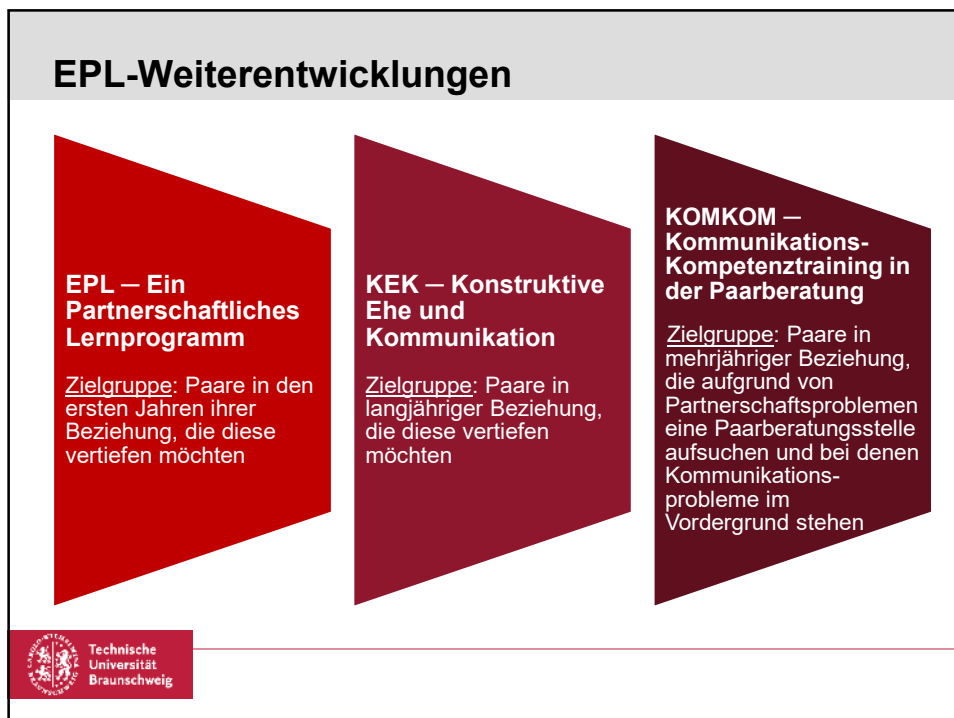 EPL-Weiterentwicklungen
EPL — Ein
Partnerschaftliches
Lernprogramm
Zielgruppe: Paare in den
ersten Jahren ihrer
Beziehung, die diese
vertiefen möchten
KEK — Konstruktive
Ehe und
Kommunikation
Zielgruppe: Paare in
langjähriger Beziehung,
die diese vertiefen
möchten
KOMKOM —
Kommunikations-
Kompetenztraining in
der Paarberatung
Zielgruppe: Paare in
mehrjähriger Beziehung,
die aufgrund von
Partnerschaftsproblemen
eine Paarberatungsstelle
aufsuchen und bei denen
Kommunikations-
probleme im
Vordergrund stehen
Technische
Universität
Braunschweig